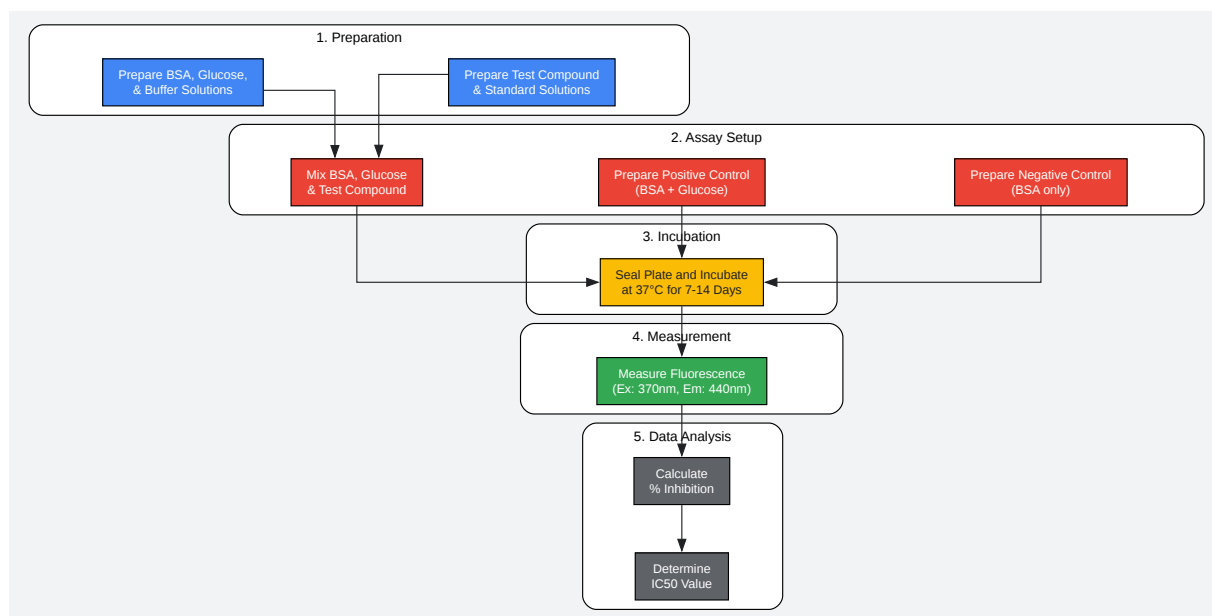 1. Preparation
Prepare BSA, Glucose,
& Buffer Solutions
Prepare Test Compound
& Standard Solutions
2. Assay Setup
Mix BSA, Glucose
& Test Compound
Prepare Positive Control
(BSA + Glucose)
Prepare Negative Control
(BSA only)
3. Incubation
Seal Plate and Incubate
at 37°C for 7-14 Days
4. Measurement
Measure Fluorescence
(Ex: 370nm, Em: 440nm)
5. Data Analysis
Calculate
% Inhibition
Determine
IC50 Value